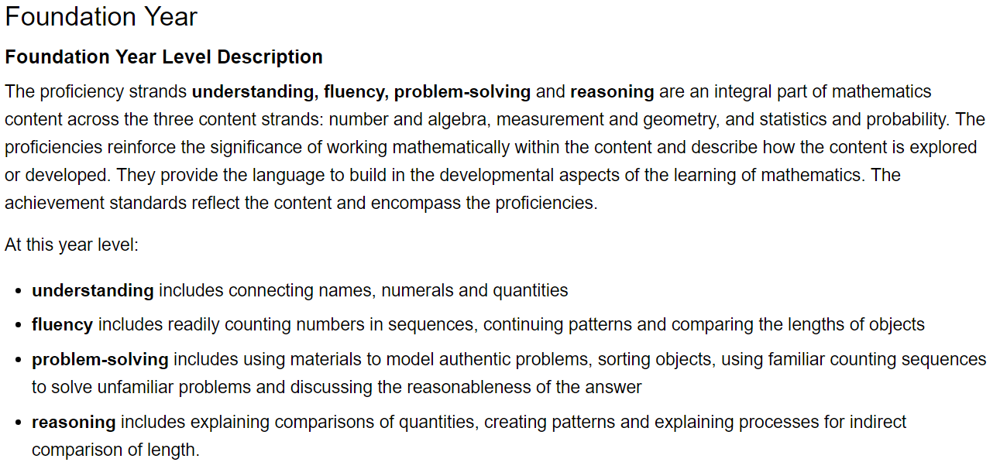 Foundation Year
Foundation Year Level Description
The proficiency strands understanding, fluency, problem-solving and reasoning are an integral part of mathematics
content across the three content strands: number and algebra, measurement and geometry, and statistics and probability. The
proficiencies reinforce the significance of working mathematically within the content and describe how the content is explored
or developed. They provide the language to build in the developmental aspects of the learning of mathematics. The
achievement standards reflect the content and encompass the proficiencies.
At this year level:
• understanding includes connecting names, numerals and quantities
• fluency includes readily counting numbers in sequences, continuing patterns and comparing the lengths of objects
• problem-solving includes using materials to model authentic problems, sorting objects, using familiar counting sequences
to solve unfamiliar problems and discussing the reasonableness of the answer
• reasoning includes explaining comparisons of quantities, creating patterns and explaining processes for indirect
comparison of length.